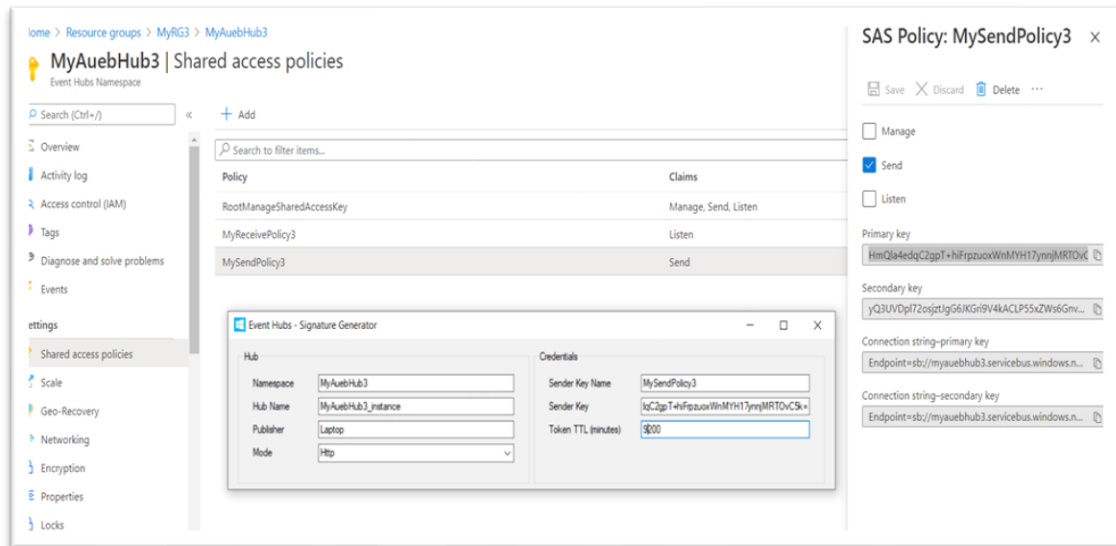 lome > Resource groups > MyRG3 > MyAuebHub3
MyAuebHub3 | Shared access policies
Event Hubs Namespace
Search (Ctrl+/)
«
Overview
Activity log
Access control (IAM)
Tags
Diagnose and solve problems
Events
ettings
Shared access policies
Scale
Geo-Recovery
Networking
Encryption
Properties
Locks
+ Add
Search to filter items...
Policy Claims
RootManageSharedAccessKey Manage, Send, Listen
MyReceivePolicy3 Listen
MySendPolicy3 Send
Event Hubs - Signature Generator
Hub
Namespace MyAuebHub3
Hub Name MyAuebHub3_instance
Publisher Laptop
Mode Http
Credentials
Sender Key Name MySendPolicy3
Sender Key
Token TTL (minutes)
SAS Policy: MySendPolicy3
Save Discard Delete ...
Manage
Send
Listen
Primary key
Secondary key
Connection string–primary key
Endpoint=sb://myauebhub3.servicebus.windows.n...
Connection string–secondary key
Endpoint=sb://myauebhub3.servicebus.windows.n...